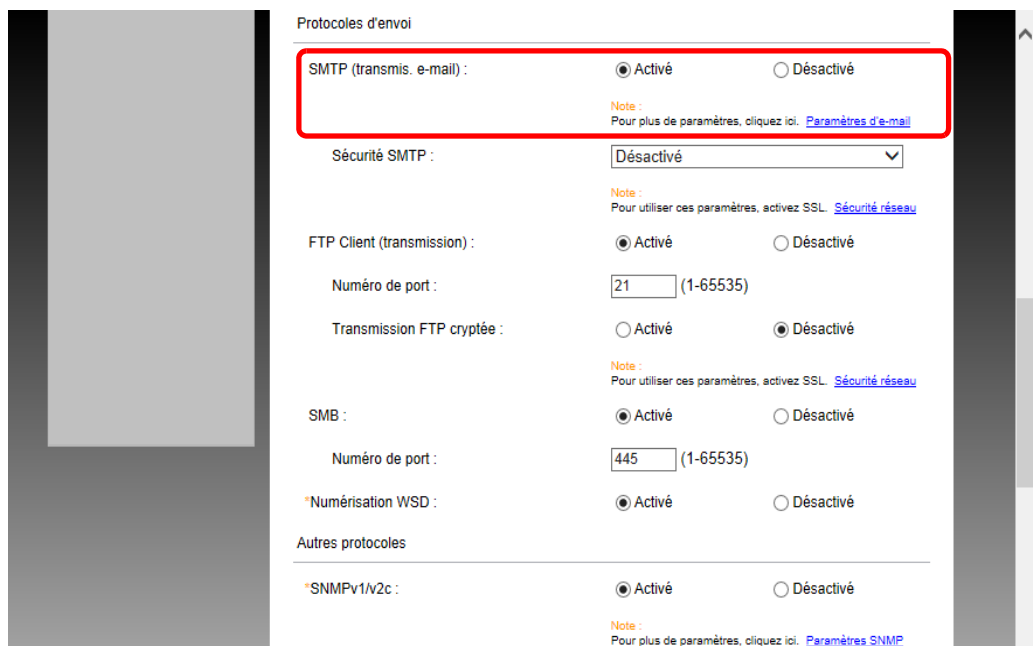 Protocoles d'envoi
SMTP (transmis. e-mail) : Activé Désactivé
Note :
Pour plus de paramètres, cliquez ici. Paramètres d'e-mail
Sécurité SMTP : Désactivé
Note :
Pour utiliser ces paramètres, activez SSL. Sécurité réseau
FTP Client (transmission) : Activé Désactivé
Numéro de port : 21 (1-65535)
Transmission FTP cryptée : Activé Désactivé
Note :
Pour utiliser ces paramètres, activez SSL. Sécurité réseau
SMB : Activé Désactivé
Numéro de port : 445 (1-65535)
*Numérisation WSD : Activé Désactivé
Autres protocoles
*SNMPv1/v2c : Activé Désactivé
Note :
Pour plus de paramètres, cliquez ici. Paramètres SNMP